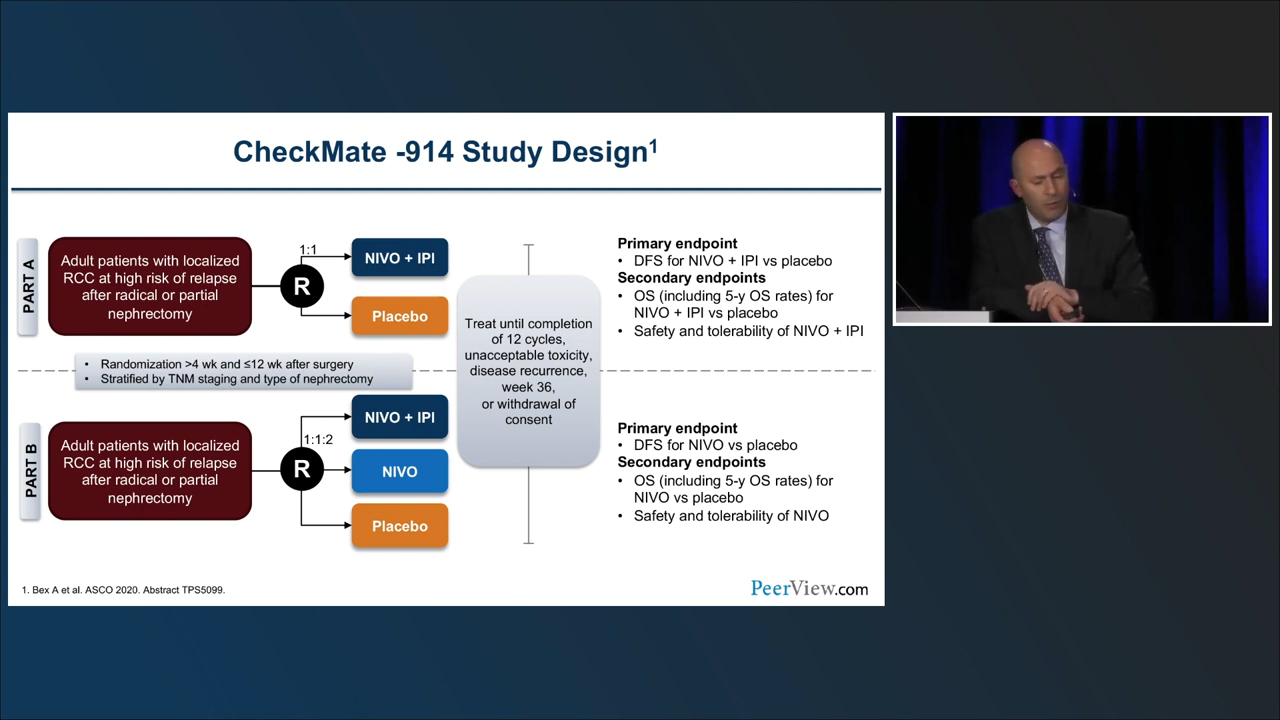 CheckMate -914 Study Design1
PART A
Adult patients with localized
RCC at high risk of relapse
after radical or partial
nephrectomy
R
1:1
NIVO + IPI
Placebo
Primary endpoint
• DFS for NIVO + IPI vs placebo
Secondary endpoints
• OS (including 5-y OS rates) for
NIVO + IPI vs placebo
• Safety and tolerability of NIVO + IPI
• Randomization >4 wk and ≤12 wk after surgery
• Stratified by TNM staging and type of nephrectomy
Treat until completion
of 12 cycles,
unacceptable toxicity,
disease recurrence,
week 36,
or withdrawal of
consent
PART B
Adult patients with localized
RCC at high risk of relapse
after radical or partial
nephrectomy
R
1:1:2
NIVO + IPI
NIVO
Placebo
Primary endpoint
• DFS for NIVO vs placebo
Secondary endpoints
• OS (including 5-y OS rates) for
NIVO vs placebo
• Safety and tolerability of NIVO
1. Bex A et al. ASCO 2020. Abstract TPS5099.
PeerView.com